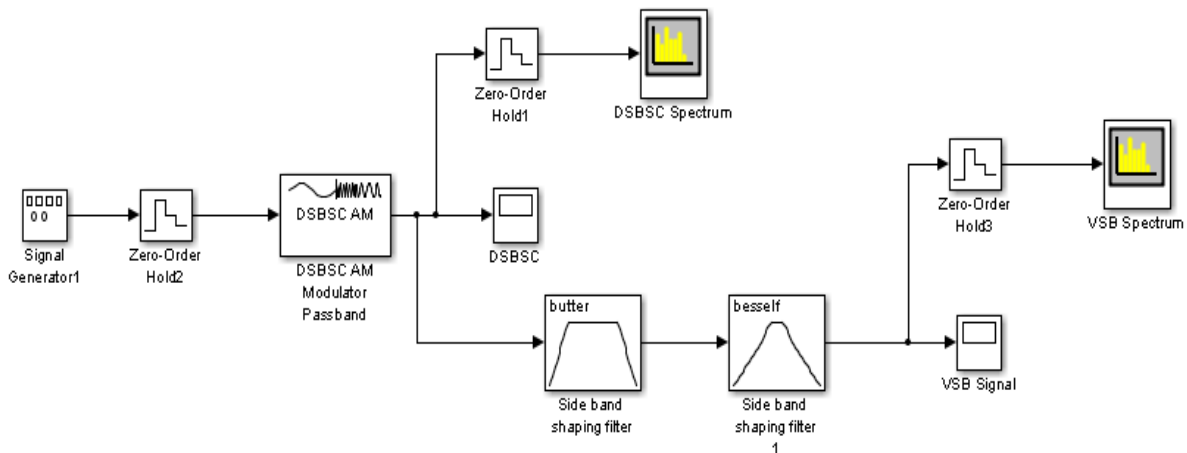 Zero-Order
Hold1
DSBSC Spectrum
Zero-Order
Hold3
VSB Spectrum
Signal
Generator1
Zero-Order
Hold2
DSBSC AM
DSBSC AM
Modulator
Passband
DSBSC
butter
Side band
shaping filter
besself
Side band
shaping filter
1
VSB Signal